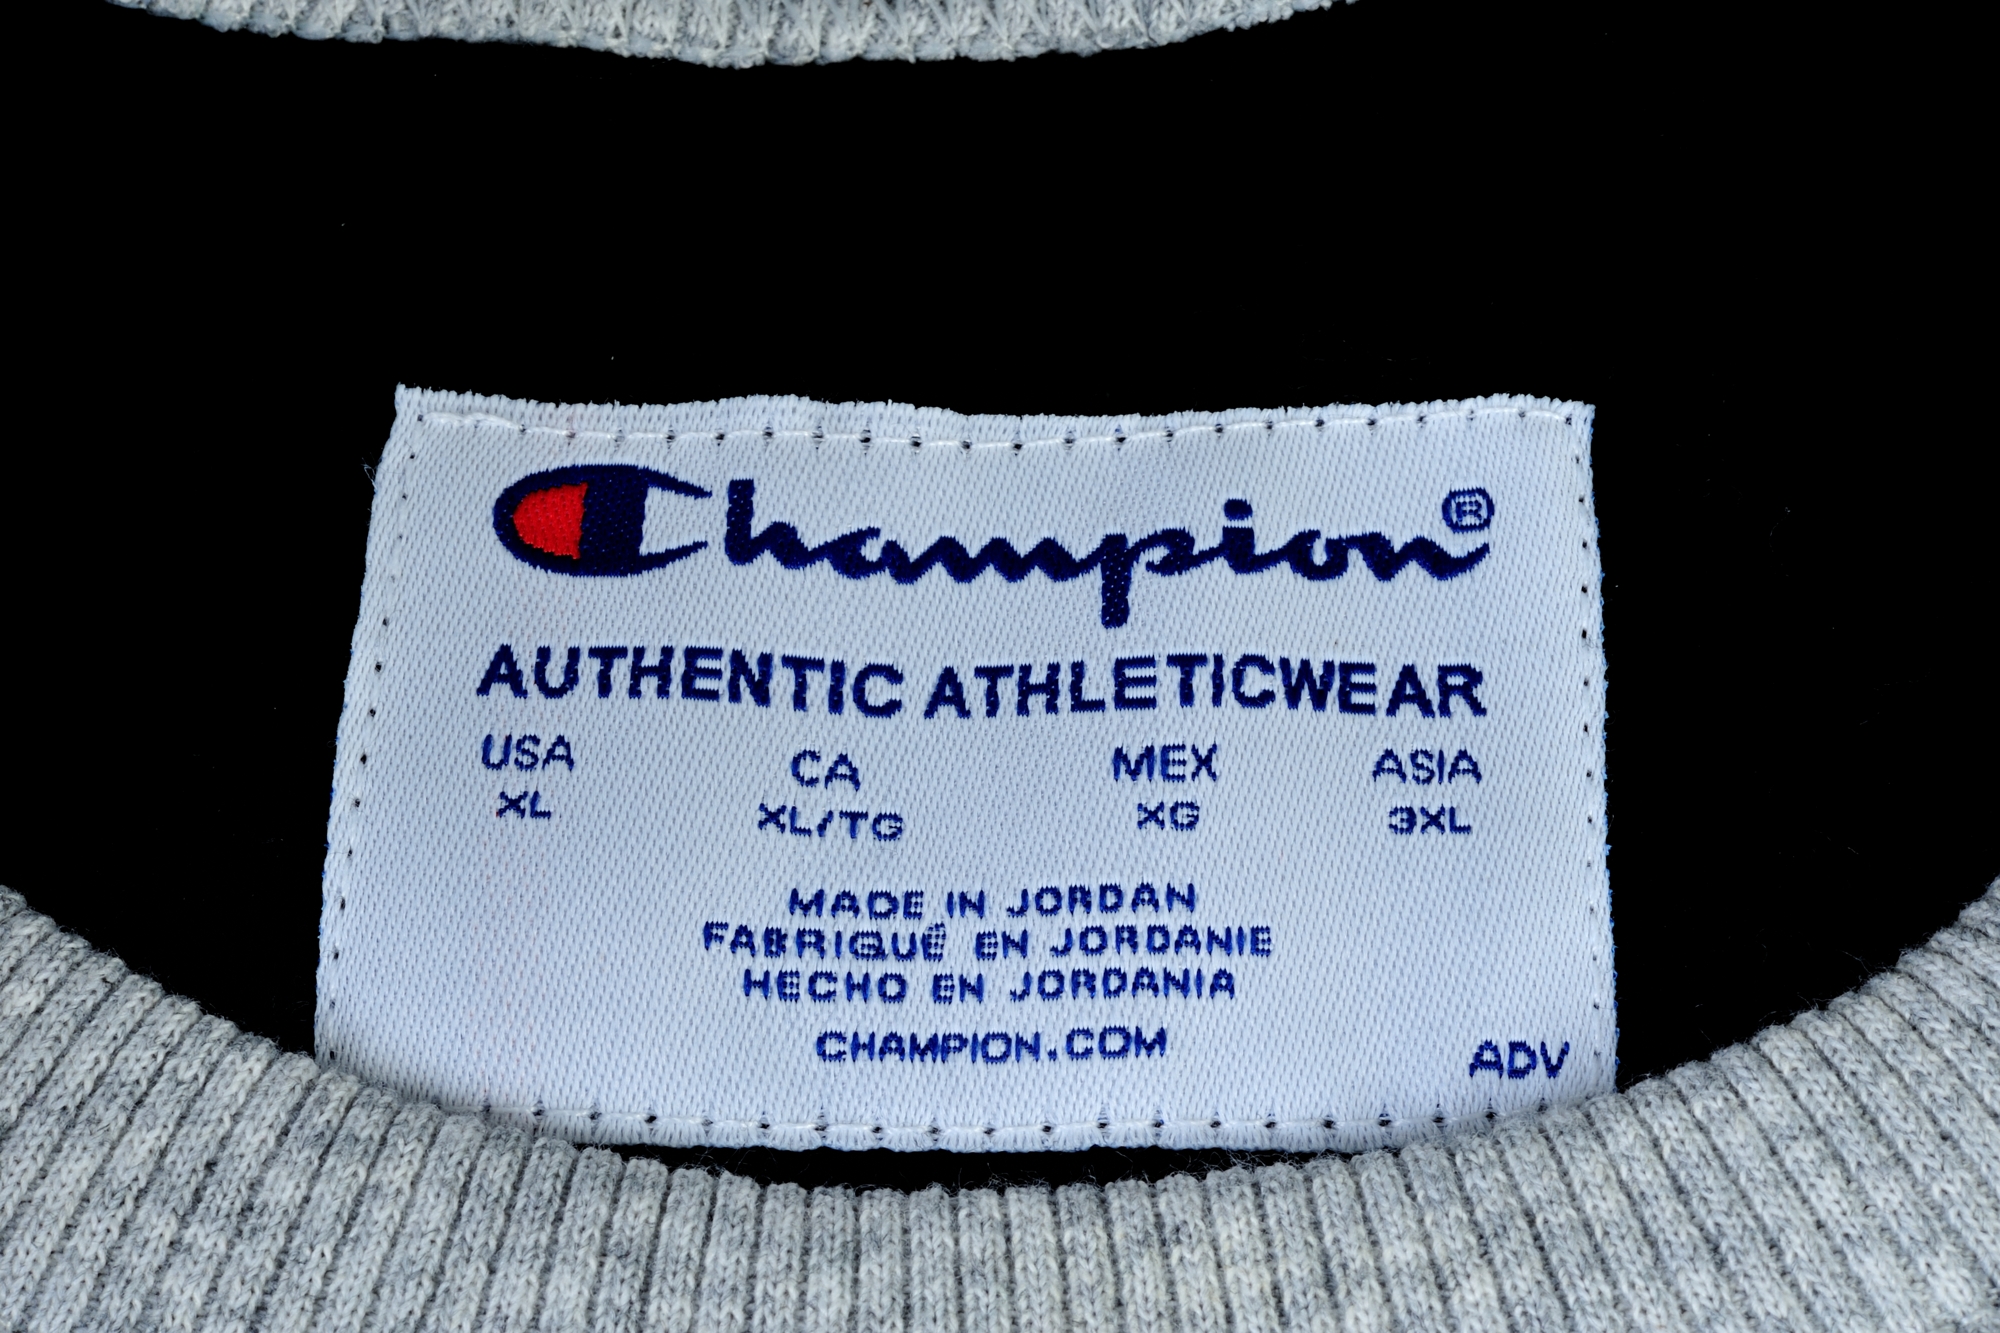 Champion®
AUTHENTIC ATHLETICWEAR
USA CA MEX ASIA
XL XL/TG XG 3XL
MADE IN JORDAN
FABRIQUÉ EN JORDANIE
HECHO EN JORDANIA
CHAMPION.COM
ADV